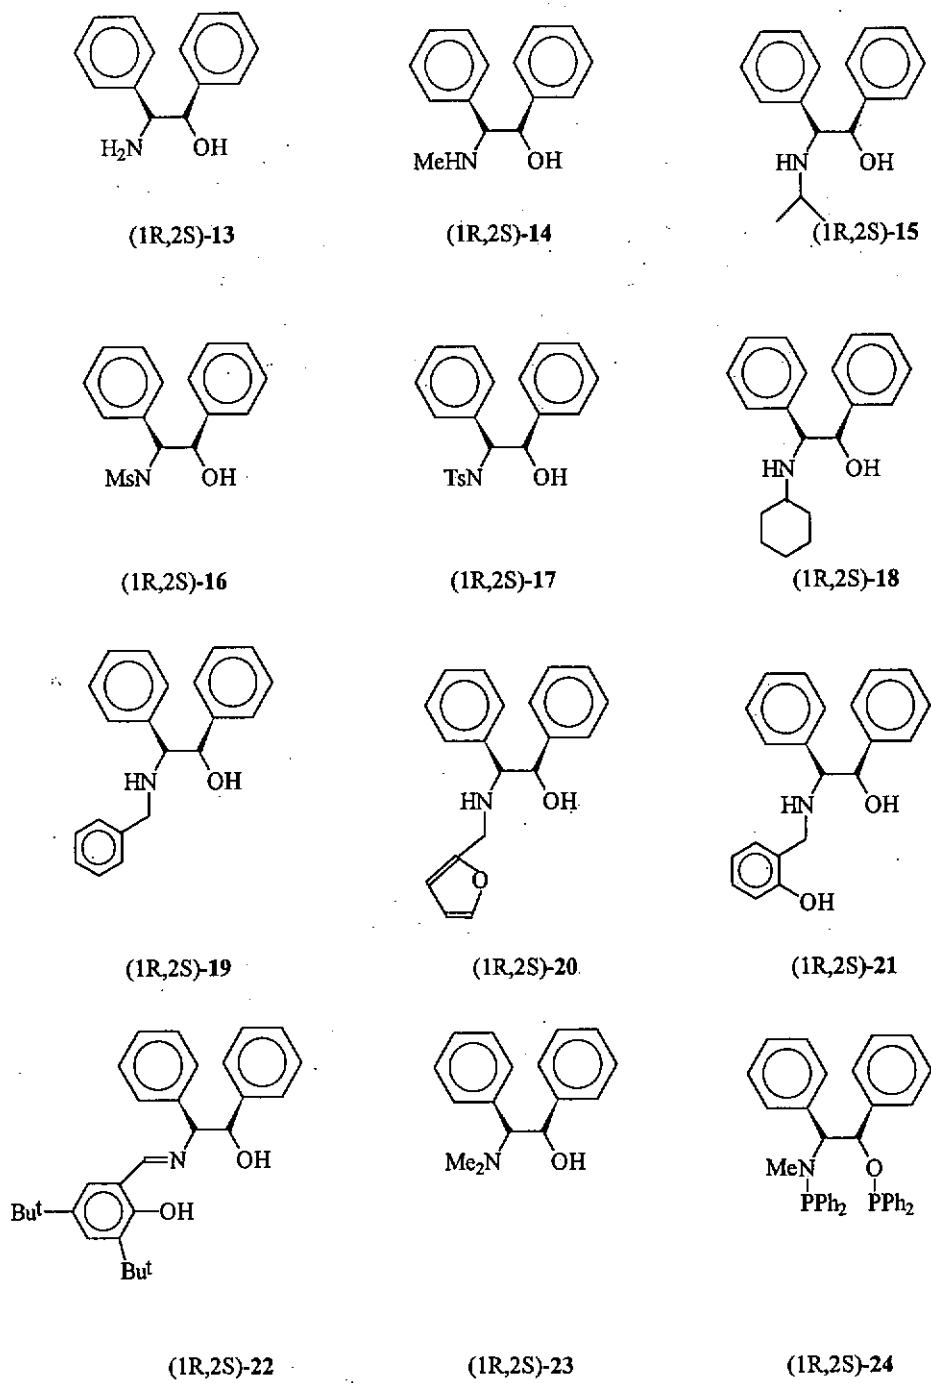 H₂N OH
MeHN OH
HN OH
(1R,2S)-13
(1R,2S)-14
(1R,2S)-15
MsN OH
TsN OH
HN OH
(1R,2S)-16
(1R,2S)-17
(1R,2S)-18
HN OH
HN OH
O
HN OH
OH
(1R,2S)-19
(1R,2S)-20
(1R,2S)-21
N OH
Buᵗ OH
Buᵗ
Me₂N OH
MeN O
PPh₂ PPh₂
(1R,2S)-22
(1R,2S)-23
(1R,2S)-24